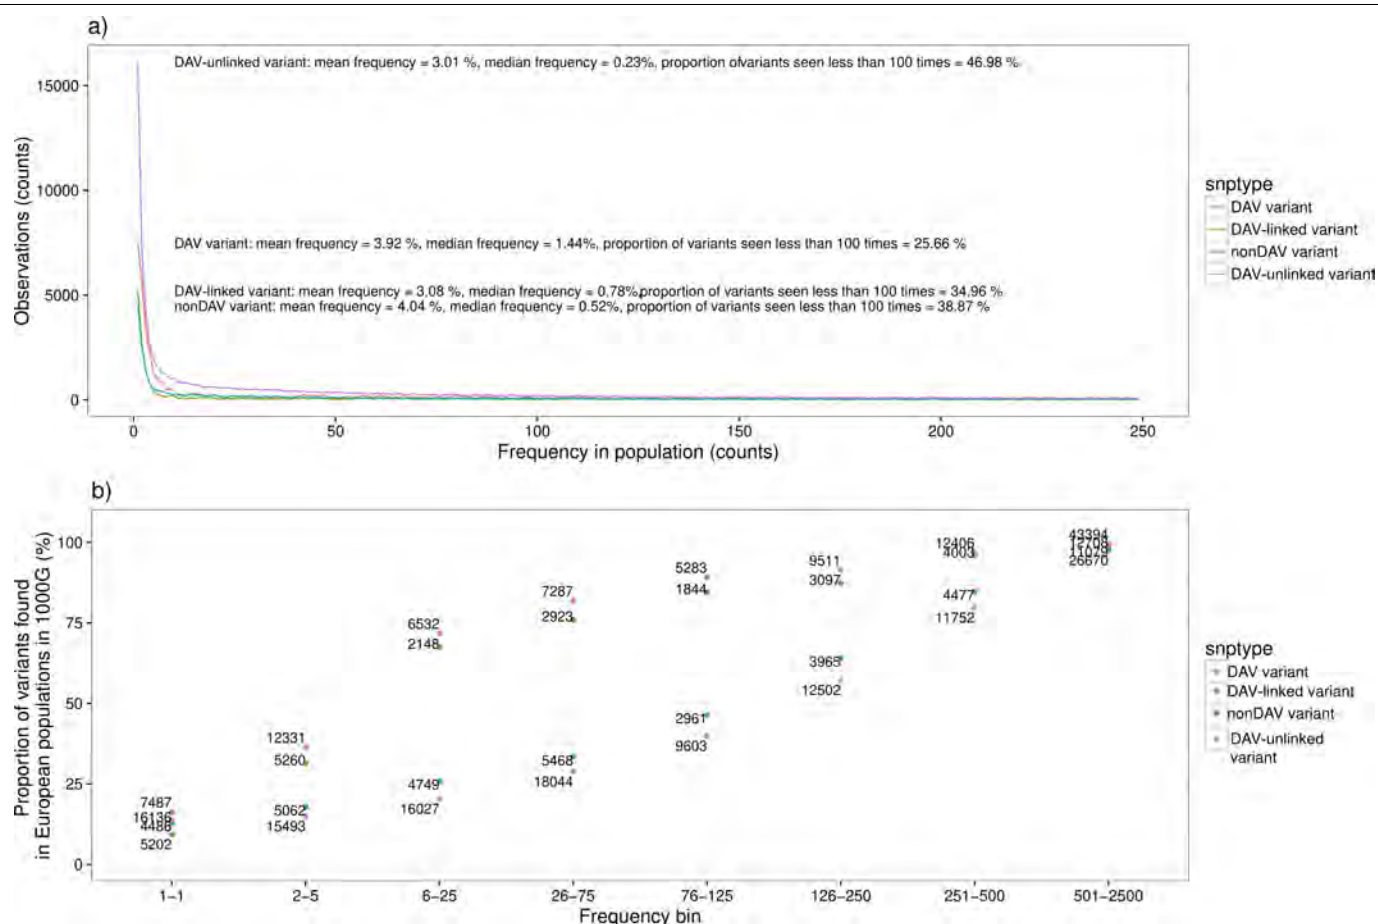 a)
DAV-unlinked variant: mean frequency = 3.01 %, median frequency = 0.23%, proportion ofvariants seen less than 100 times = 46.98 %
DAV variant: mean frequency = 3.92 %, median frequency = 1.44%, proportion of variants seen less than 100 times = 25.66 %
DAV-linked variant: mean frequency = 3.08 %, median frequency = 0.78%,proportion of variants seen less than 100 times = 34.96 %
nonDAV variant: mean frequency = 4.04 %, median frequency = 0.52%, proportion of variants seen less than 100 times = 38.87 %
Observations (counts)
15000
10000
5000
0
0 50 100 150 200 250
Frequency in population (counts)
snptype
DAV variant
DAV-linked variant
nonDAV variant
DAV-unlinked variant
b)
Proportion of variants found
in European populations in 1000G (%)
100
75
50
25
0
7487
16136
4486
5202
12331
5260
5062
15493
6532
2148
4749
16027
7287
2923
5468
18044
5283
1844
2961
9603
9511
3097
3965
12502
12406
4003
4477
11752
43394
12708
11079
26670
1–1 2–5 6–25 26–75 76–125 126–250 251–500 501–2500
Frequency bin
snptype
DAV variant
DAV-linked variant
nonDAV variant
DAV-unlinked
variant